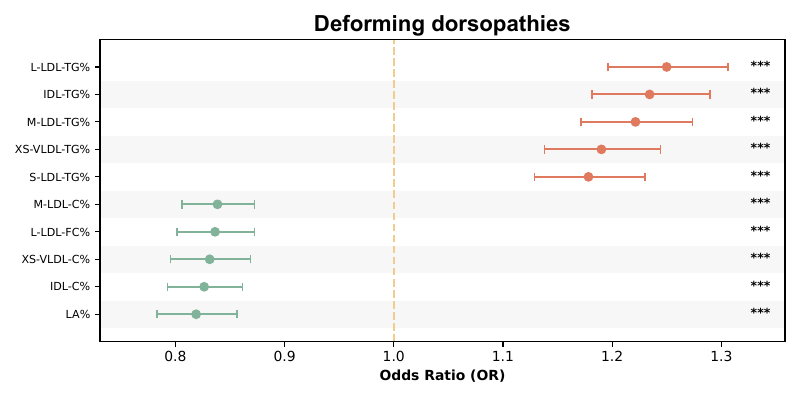 Deforming dorsopathies
L-LDL-TG% ***
IDL-TG% ***
M-LDL-TG% ***
XS-VLDL-TG% ***
S-LDL-TG% ***
M-LDL-C% ***
L-LDL-FC% ***
XS-VLDL-C% ***
IDL-C% ***
LA% ***
0.8 0.9 1.0 1.1 1.2 1.3
Odds Ratio (OR)